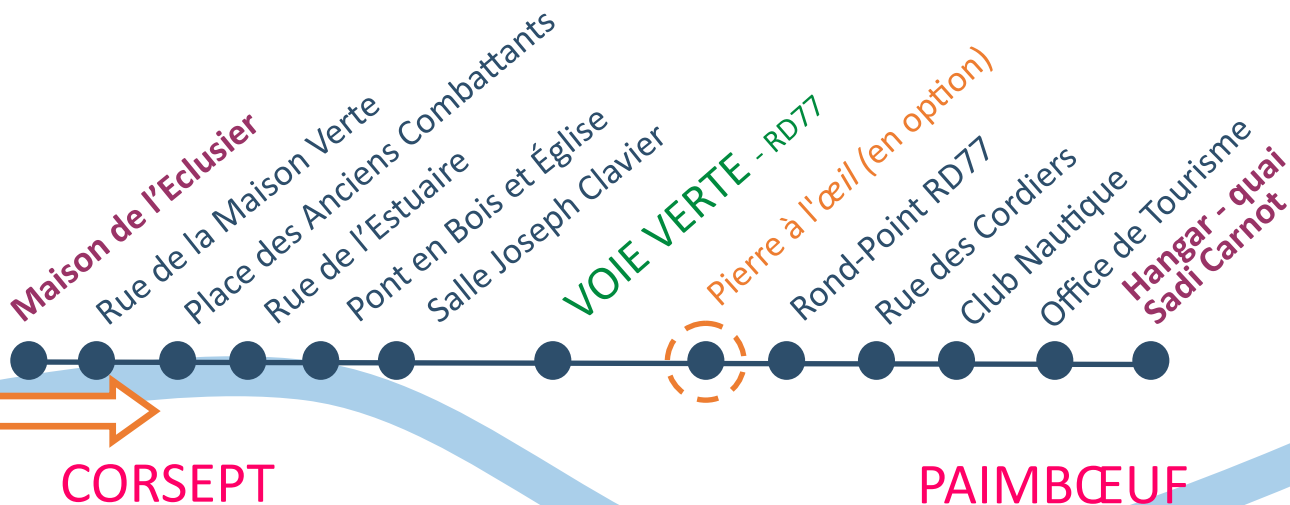 Maison de l'Eclusier
Rue de la Maison Verte
Place des Anciens Combattants
Rue de l'Estuaire
Pont en Bois et Église
Salle Joseph Clavier
VOIE VERTE - RD77
Pierre à l'œil (en option)
Rond-Point RD77
Rue des Cordiers
Club Nautique
Office de Tourisme
Hangar - quai
Sadi Carnot
CORSEPT
PAIMBŒUF